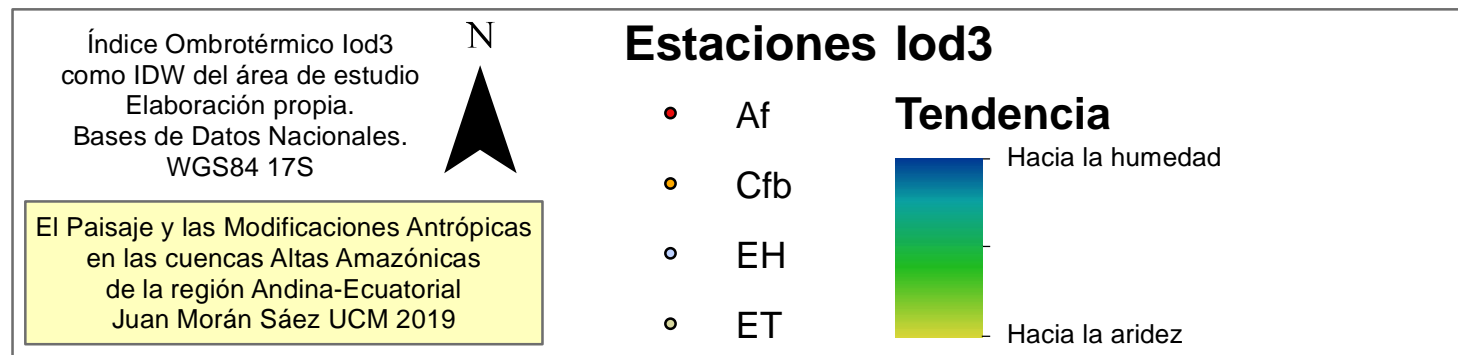 Índice Ombrotérmico Iod3
como IDW del área de estudio
Elaboración propia.
Bases de Datos Nacionales.
WGS84 17S
N
El Paisaje y las Modificaciones Antrópicas
en las cuencas Altas Amazónicas
de la región Andina-Ecuatorial
Juan Morán Sáez UCM 2019
Estaciones
Af
Cfb
EH
ET
Iod3
Tendencia
Hacia la humedad
Hacia la aridez